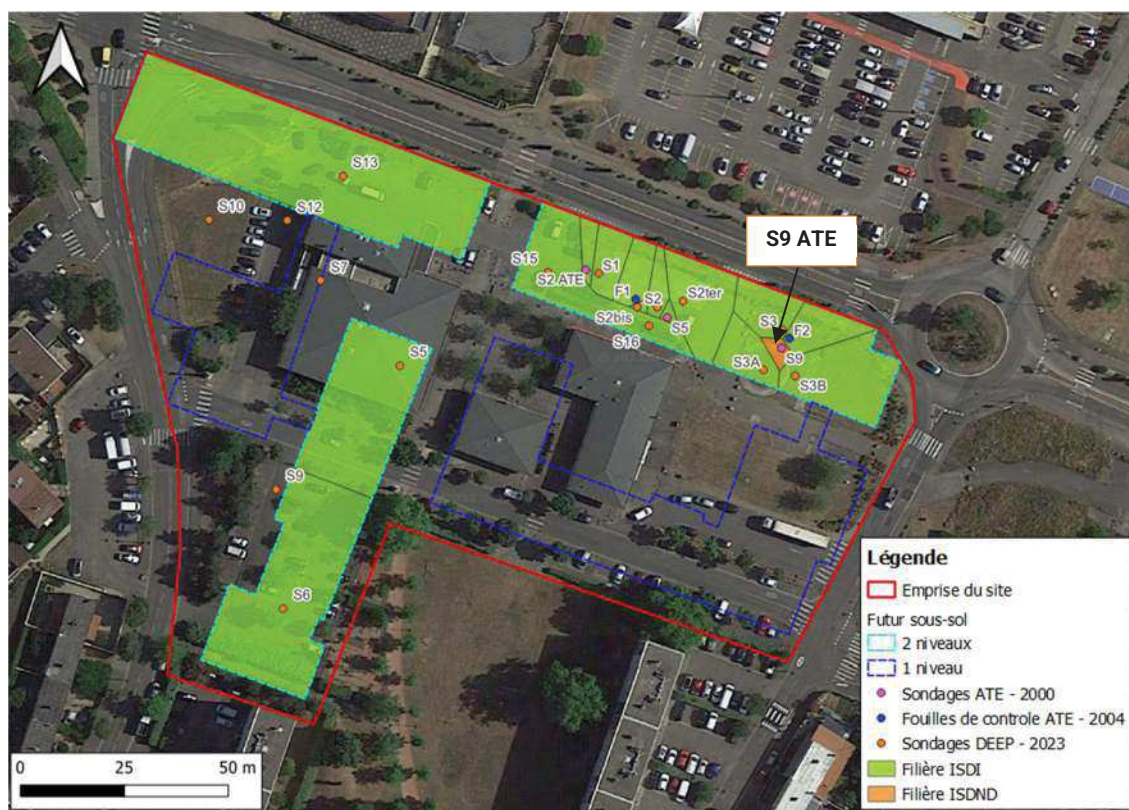 S9 ATE
S13
S10
S12
S7
S15
S2 ATE
S1
F1
S2
S2ter
S2bis
S5
S16
S3
F2
S9
S3A
S3B
S5
S9
S6
0 25 50 m
Légende
Emprise du site
Futur sous-sol
2 niveaux
1 niveau
Sondages ATE - 2000
Fouilles de controle ATE - 2004
Sondages DEEP - 2023
Filière ISDI
Filière ISDND